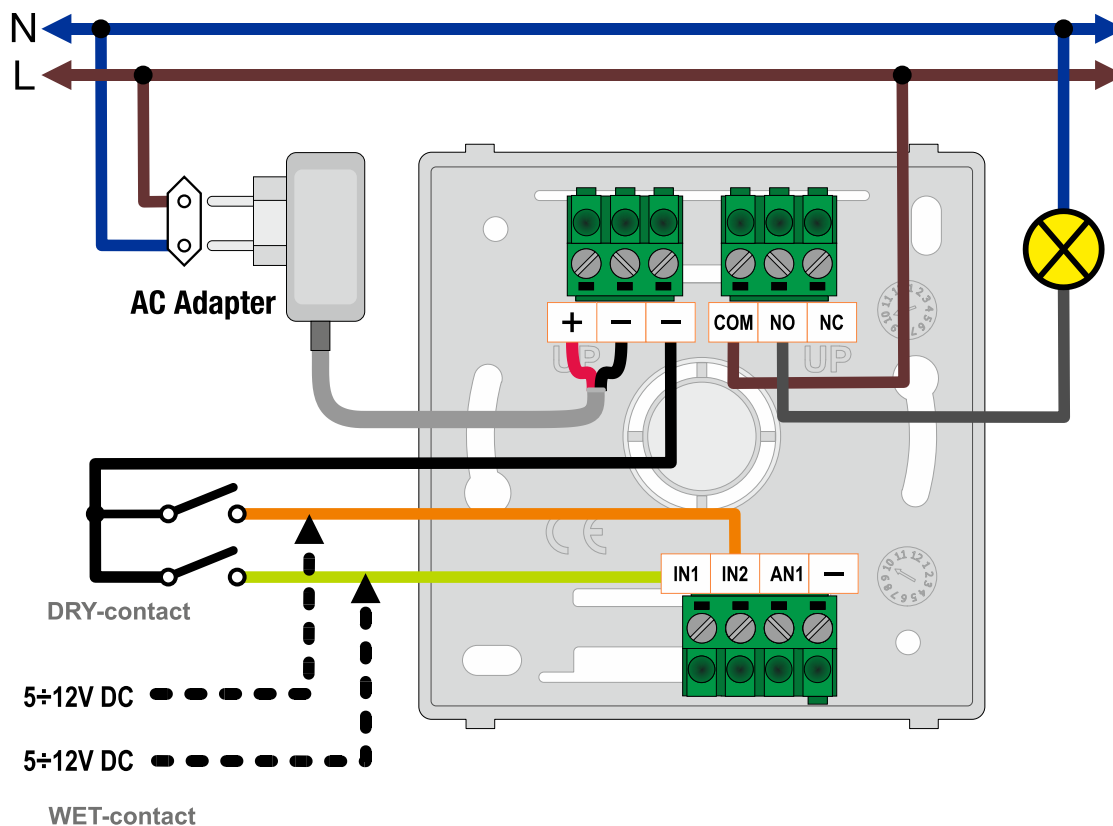 N
L
AC Adapter
+ − −
COM NO NC
UP UP
CE
IN1 IN2 AN1 −
DRY-contact
5÷12V DC
5÷12V DC
WET-contact